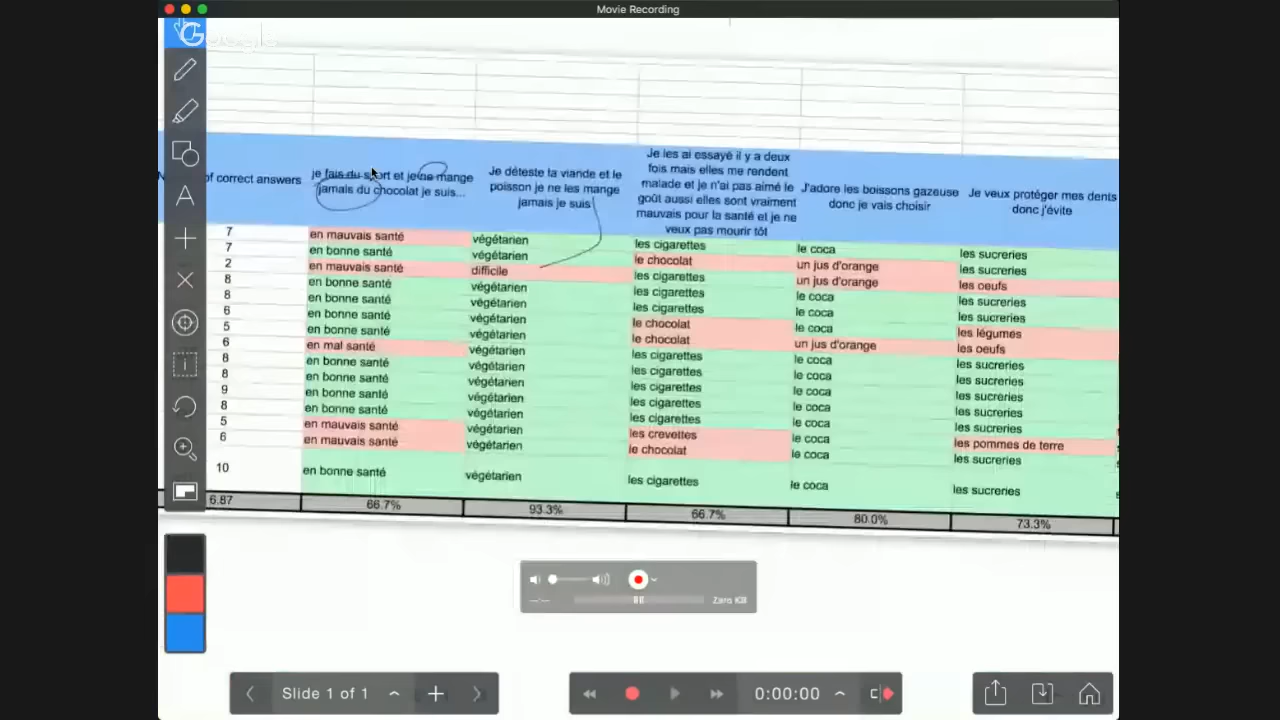 Movie Recording
Google
of correct answers
je fais du sport et je ne mange
jamais du chocolat je suis...
Je déteste la viande et le
poisson je ne les mange
jamais je suis
Je les ai essayé il y a deux
fois mais elles me rendent
malade et je n'ai pas aimé le
goût aussi elles sont vraiment
mauvais pour la santé et je ne
veux pas mourir tôt
J'adore les boissons gazeuse
donc je vais choisir
Je veux protéger mes dents
donc j'évite
7 en mauvais santé végétarien les cigarettes le coca les sucreries
7 en bonne santé végétarien le chocolat un jus d'orange les sucreries
2 en mauvais santé difficile les cigarettes un jus d'orange les oeufs
8 en bonne santé végétarien les cigarettes le coca les sucreries
8 en bonne santé végétarien les cigarettes le coca les sucreries
6 en bonne santé végétarien le chocolat le coca les légumes
5 en bonne santé végétarien le chocolat un jus d'orange les oeufs
6 en mal santé végétarien les cigarettes le coca les sucreries
8 en bonne santé végétarien les cigarettes le coca les sucreries
8 en bonne santé végétarien les cigarettes le coca les sucreries
9 en bonne santé végétarien les cigarettes le coca les sucreries
8 en bonne santé végétarien les cigarettes le coca les sucreries
5 en mauvais santé végétarien les crevettes le coca les pommes de terre
6 en mauvais santé végétarien le chocolat le coca les sucreries
10 en bonne santé végétarien les cigarettes le coca les sucreries
6.87 66.7% 93.3% 66.7% 80.0% 73.3%
--:-- Zero KB
Slide 1 of 1
0:00:00